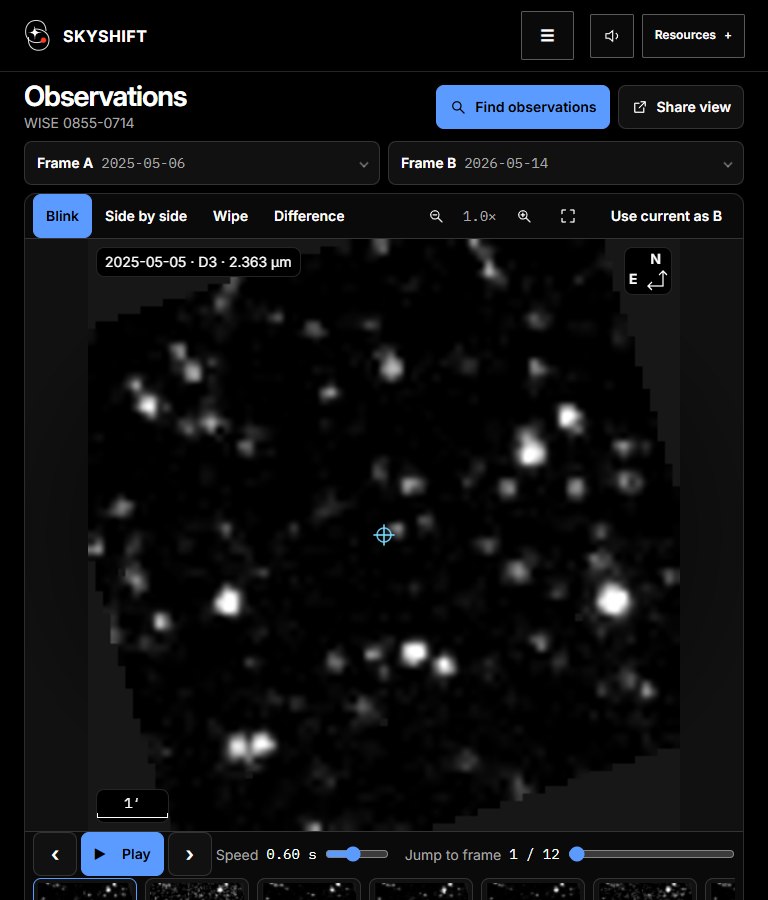 SKYSHIFT
Resources +
Observations
WISE 0855-0714
Find observations
Share view
Frame A 2025-05-06
Frame B 2026-05-14
Blink Side by side Wipe Difference 1.0× Use current as B
2025-05-05 · D3 · 2.363 µm
N
E
1′
Play Speed 0.60 s Jump to frame 1 / 12